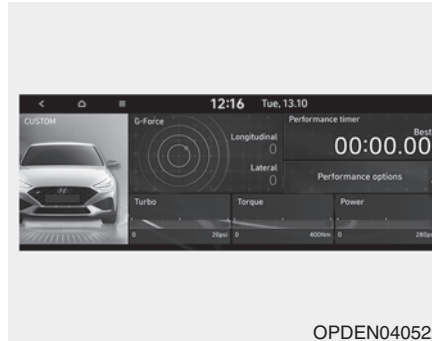 12:16 Tue, 13.10
CUSTOM
G-Force
Longitudinal
0
Lateral
0
Performance timer
Best
00:00.00
Performance options
Turbo
0 20psi
Torque
0 400Nm
Power
0 280ps
OPDEN04052